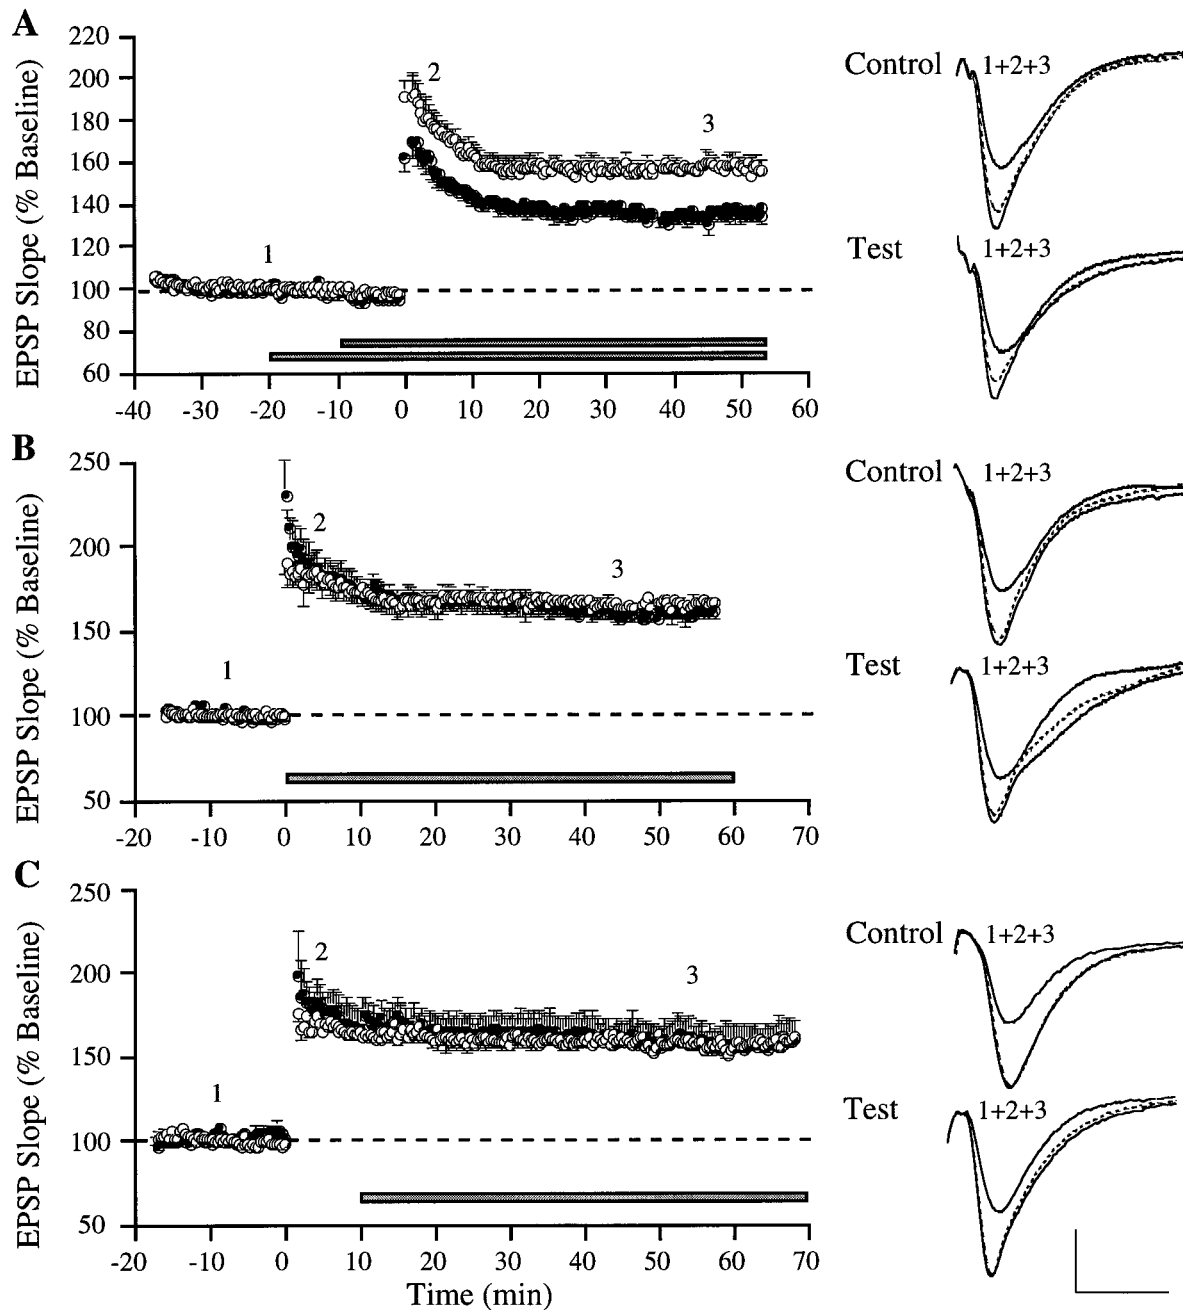 A
EPSP Slope (% Baseline)
220
200
180
160
140
120
100
80
60
1
2
3
-40 -30 -20 -10 0 10 20 30 40 50 60
Control 1+2+3
Test 1+2+3
B
EPSP Slope (% Baseline)
250
200
150
100
50
1
2
3
-20 -10 0 10 20 30 40 50 60 70
Control 1+2+3
Test 1+2+3
C
EPSP Slope (% Baseline)
250
200
150
100
50
1
2
3
-20 -10 0 10 20 30 40 50 60 70
Time (min)
Control 1+2+3
Test 1+2+3